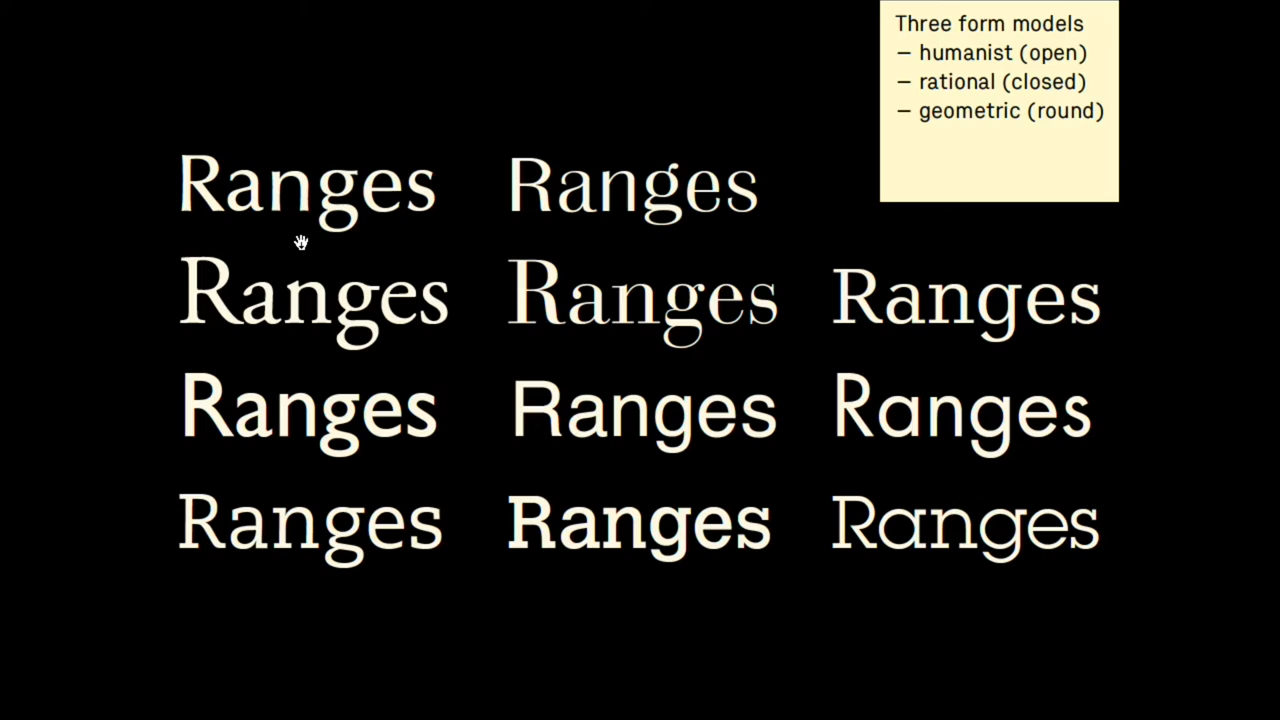 Three form models
– humanist (open)
– rational (closed)
– geometric (round)
Ranges Ranges
Ranges Ranges Ranges
Ranges Ranges Ranges
Ranges Ranges Ranges